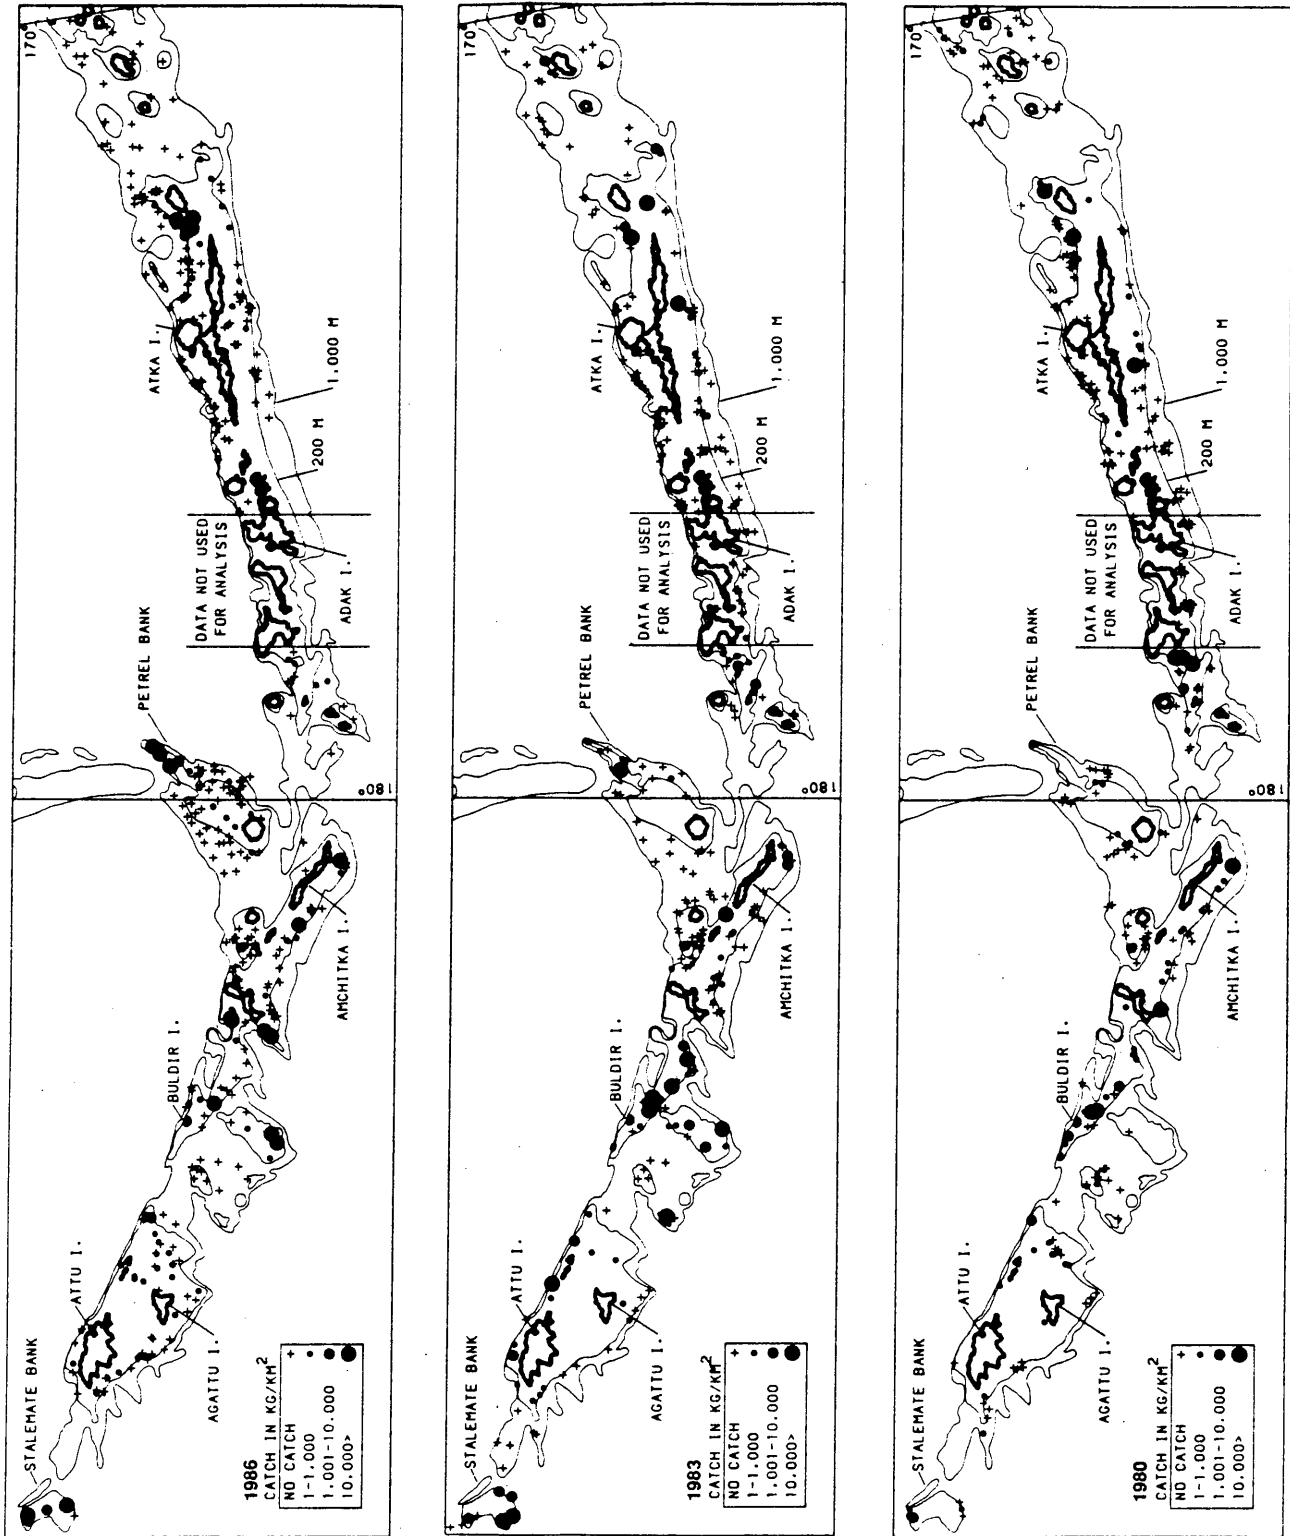 STALEMATE BANK
ATTU I.
BULDIR I.
PETREL BANK
DATA NOT USED
FOR ANALYSIS
ATKA I.
170°
180°
200 M
1.000 M
ADAK I.
AMCHITKA I.
AGATTU I.
1986
CATCH IN KG/KM²
NO CATCH +
1-1.000
1.001-10.000
10.000>
STALEMATE BANK
ATTU I.
BULDIR I.
PETREL BANK
DATA NOT USED
FOR ANALYSIS
ATKA I.
170°
180°
200 M
1.000 M
ADAK I.
AMCHITKA I.
AGATTU I.
1983
CATCH IN KG/KM²
NO CATCH +
1-1.000
1.001-10.000
10.000>
STALEMATE BANK
ATTU I.
BULDIR I.
PETREL BANK
DATA NOT USED
FOR ANALYSIS
ATKA I.
170°
180°
200 M
1.000 M
ADAK I.
AMCHITKA I.
AGATTU I.
1980
CATCH IN KG/KM²
NO CATCH +
1-1.000
1.001-10.000
10.000>